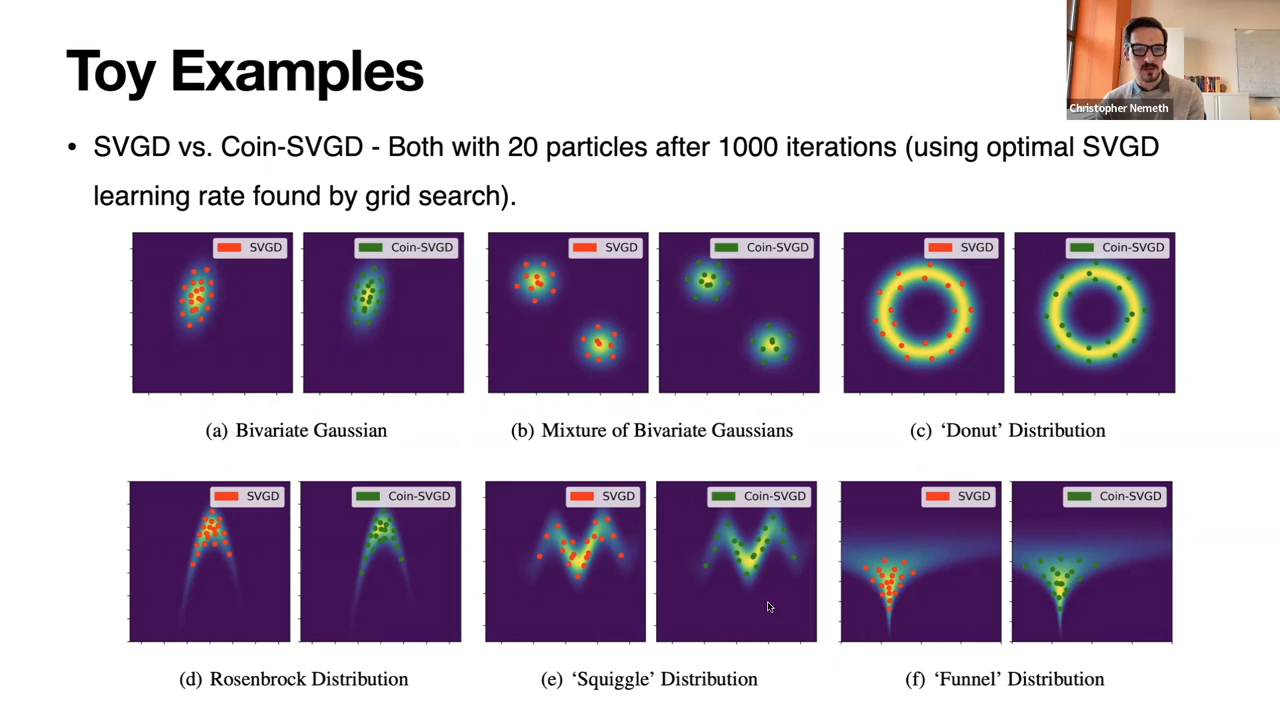 Toy Examples
Christopher Nemeth
• SVGD vs. Coin-SVGD - Both with 20 particles after 1000 iterations (using optimal SVGD
learning rate found by grid search).
SVGD
Coin-SVGD
SVGD
Coin-SVGD
SVGD
Coin-SVGD
(a) Bivariate Gaussian
(b) Mixture of Bivariate Gaussians
(c) ‘Donut’ Distribution
SVGD
Coin-SVGD
SVGD
Coin-SVGD
SVGD
Coin-SVGD
(d) Rosenbrock Distribution
(e) ‘Squiggle’ Distribution
(f) ‘Funnel’ Distribution